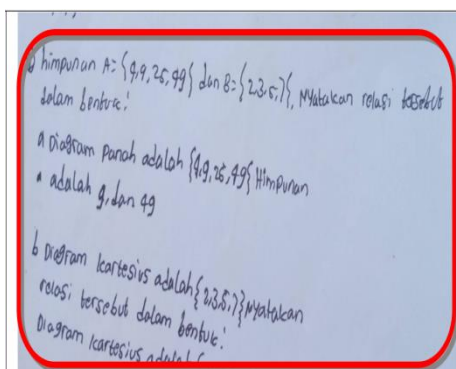 himpunan A = {4,9,25,49} dan B = {2,3,5,7}, Nyatakan relasi tersebut
dalam bentuk!
a Diagram panah adalah {4,9,25,49} Himpunan
a adalah 9, dan 49
b Diagram kartesius adalah {2,3,5,7} Nyatakan
relasi tersebut dalam bentuk!
Diagram kartesius adalah {